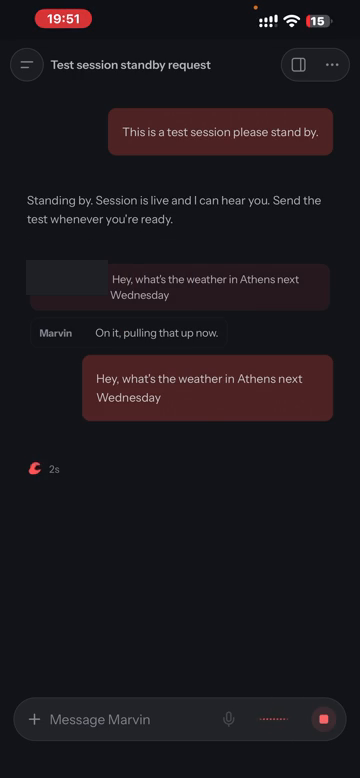 19:51
15
Test session standby request
This is a test session please stand by.
Standing by. Session is live and I can hear you. Send the
test whenever you're ready.
Hey, what's the weather in Athens next
Wednesday
Marvin On it, pulling that up now.
Hey, what's the weather in Athens next
Wednesday
2s
Message Marvin